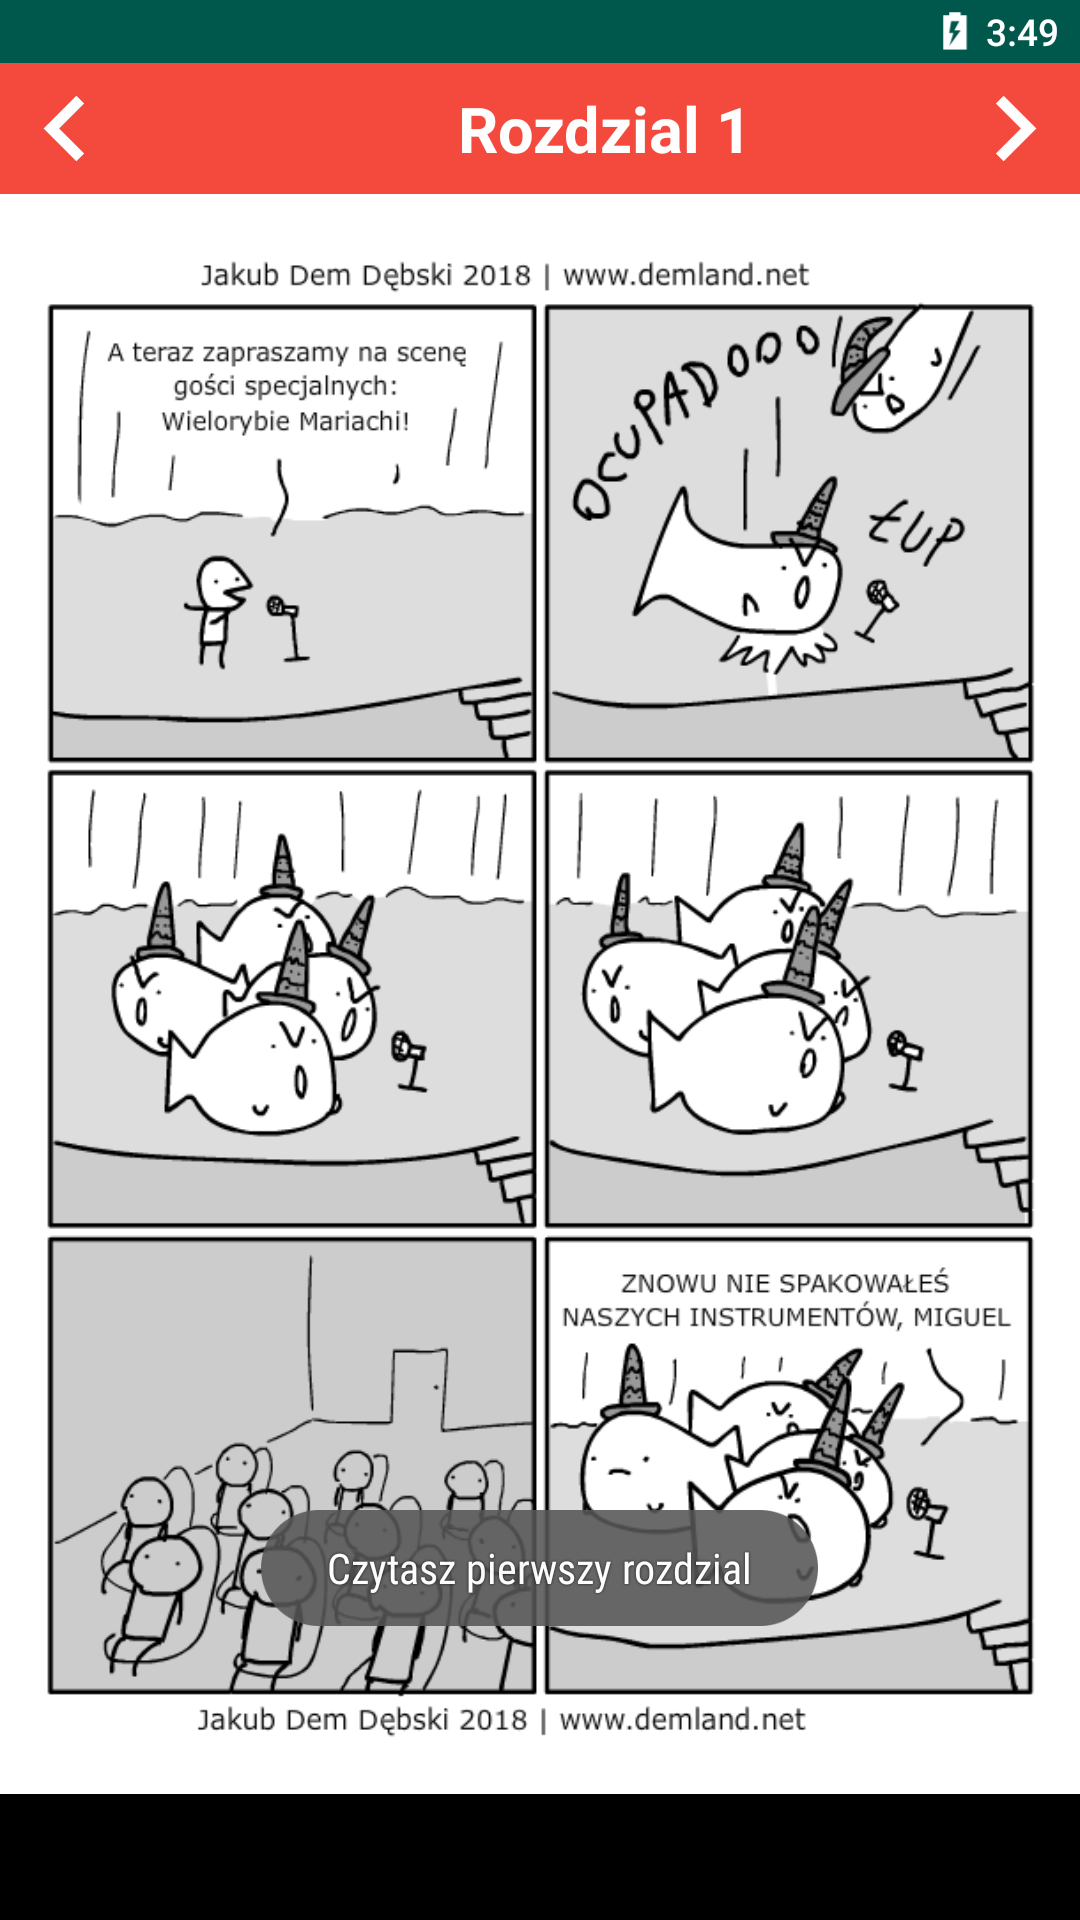 3:49
Rozdzial 1
Jakub Dem Dębski 2018 | www.demland.net
A teraz zapraszamy na scenę
gości specjalnych:
Wielorybie Mariachi!
OCUPADOOO!
ŁUP
ZNOWU NIE SPAKOWAŁEŚ
NASZYCH INSTRUMENTÓW, MIGUEL
Czytasz pierwszy rozdzial
Jakub Dem Dębski 2018 | www.demland.net